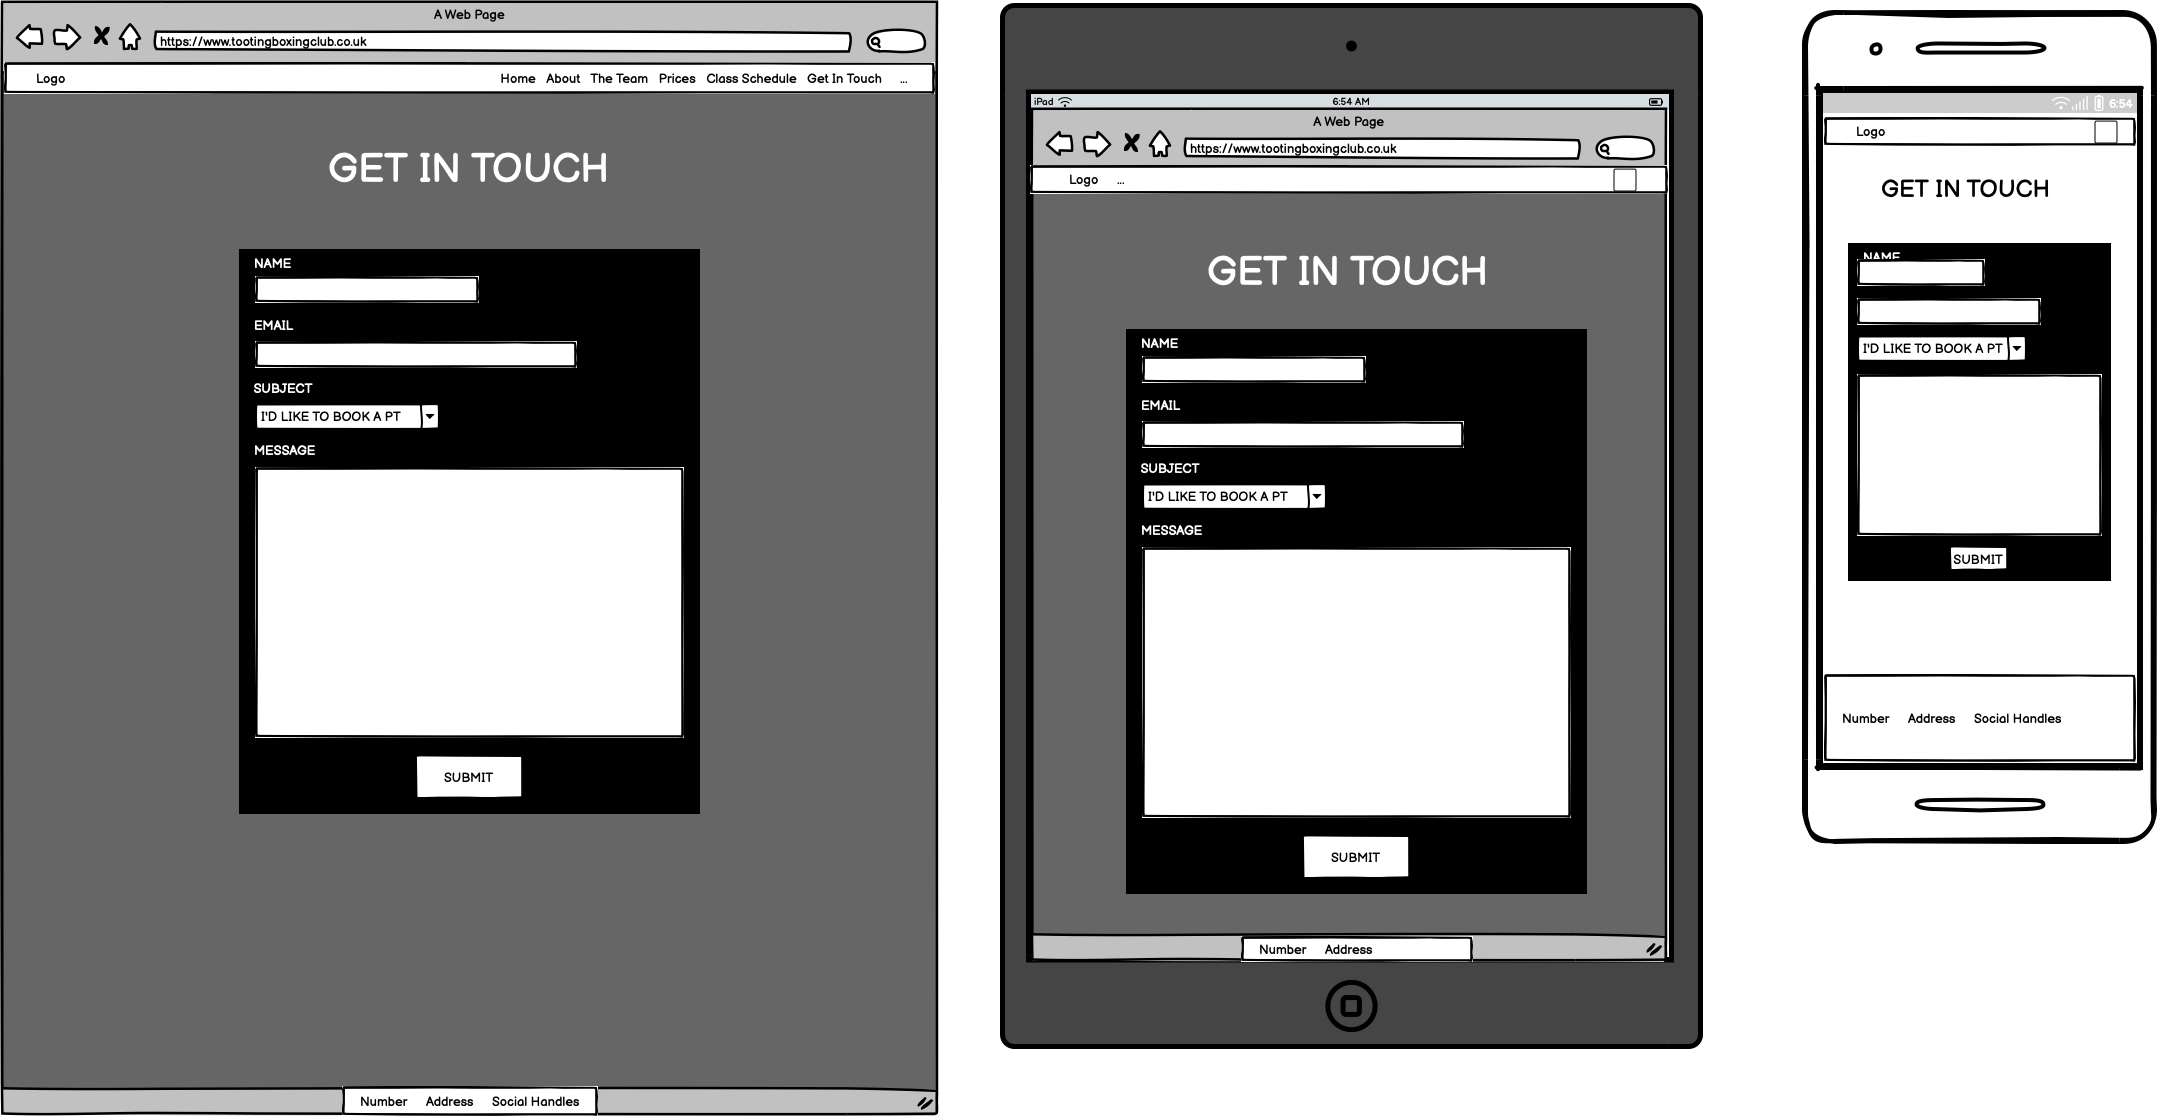 A Web Page
https://www.tootingboxingclub.co.uk
Logo Home About The Team Prices Class Schedule Get In Touch ...
GET IN TOUCH
NAME
EMAIL
SUBJECT
I'D LIKE TO BOOK A PT
MESSAGE
SUBMIT
Number Address Social Handles
iPad 6:54 AM
A Web Page
https://www.tootingboxingclub.co.uk
Logo ...
GET IN TOUCH
NAME
EMAIL
SUBJECT
I'D LIKE TO BOOK A PT
MESSAGE
SUBMIT
Number Address
6:54
Logo
GET IN TOUCH
NAME
I'D LIKE TO BOOK A PT
SUBMIT
Number Address Social Handles